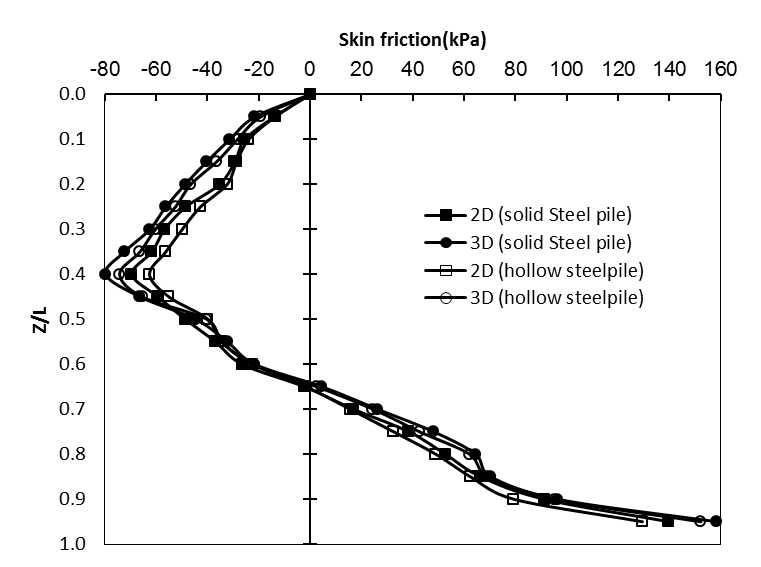 Skin friction(kPa)
-80 -60 -40 -20 0 20 40 60 80 100 120 140 160
0.0
0.1
0.2
0.3
0.4
0.5
0.6
0.7
0.8
0.9
1.0
Z/L
2D (solid Steel pile)
3D (solid Steel pile)
2D (hollow steelpile)
3D (hollow steelpile)